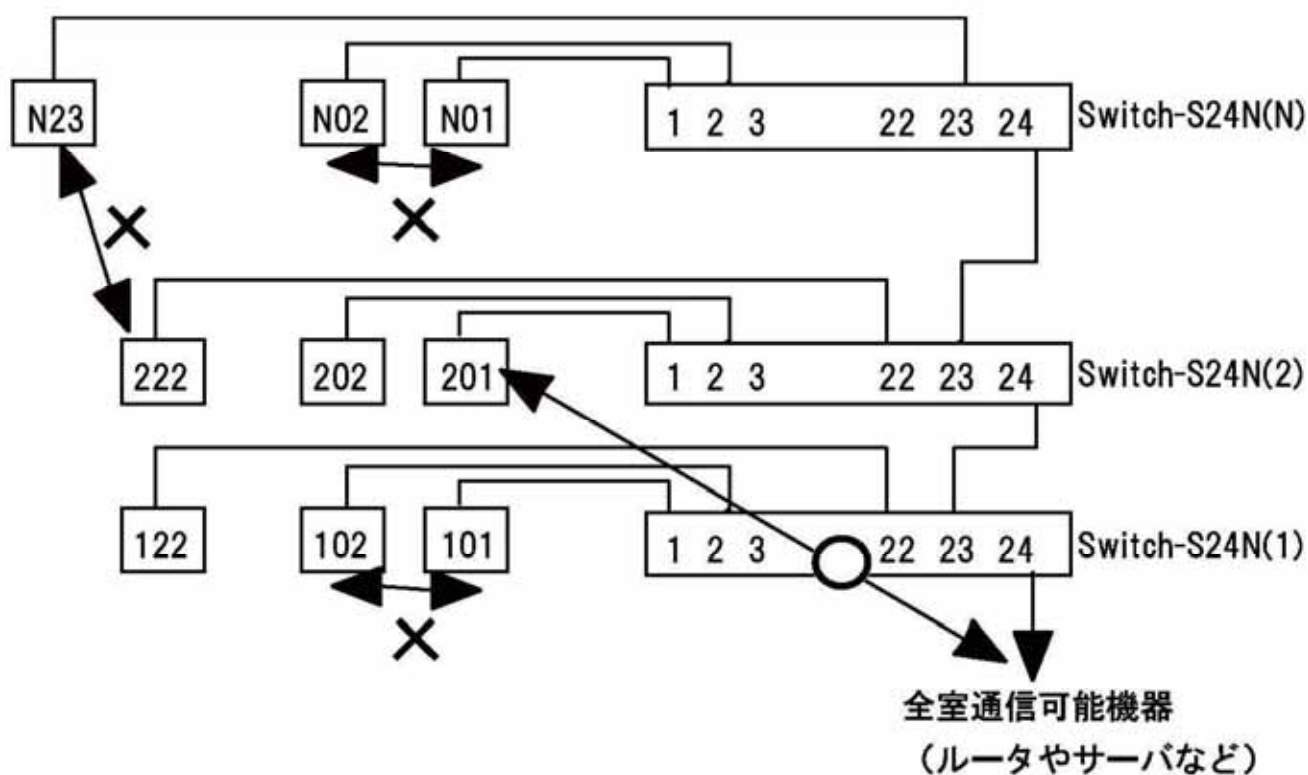 N23 N02 N01 1 2 3 22 23 24 Switch-S24N(N)
×
×
222 202 201 1 2 3 22 23 24 Switch-S24N(2)
122 102 101 1 2 3 22 23 24 Switch-S24N(1)
×
全室通信可能機器
（ルータやサーバなど）